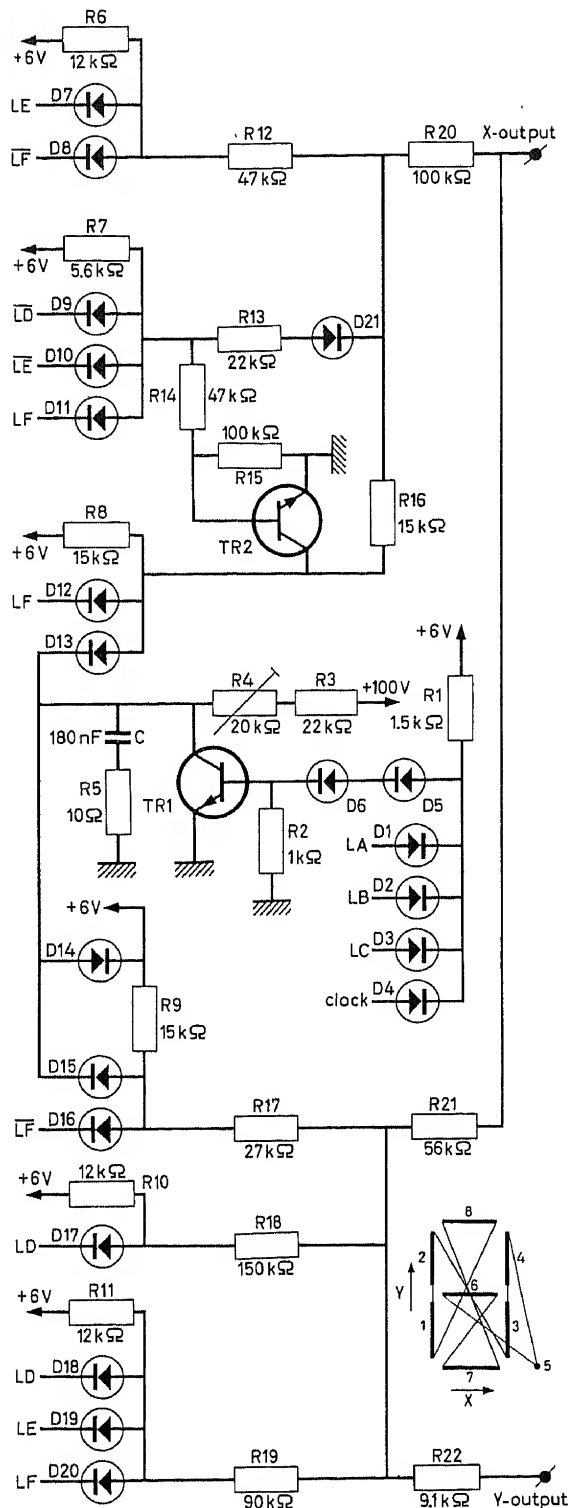 R6
+6V
12kΩ
LE D7
L̅F̅ D8
R12
47kΩ
R20
100kΩ
X-output
R7
+6V
5.6kΩ
L̅D̅ D9
L̅E̅ D10
LF D11
R13
22kΩ
D21
R14
47kΩ
100kΩ
R15
TR2
R16
15kΩ
R8
+6V
15kΩ
LF D12
D13
+6V
R4
20kΩ
R3
22kΩ
+100V
R1
1.5kΩ
180nF C
R5
10Ω
TR1
D6
D5
R2
1kΩ
LA D1
LB D2
LC D3
clock D4
+6V
D14
R9
15kΩ
D15
L̅F̅ D16
R17
27kΩ
R21
56kΩ
+6V
12kΩ
R10
LD D17
R18
150kΩ
R11
+6V
12kΩ
LD D18
LE D19
LF D20
R19
90kΩ
R22
9.1kΩ
Y-output
8
2
4
6
Y
1
3
5
7
X